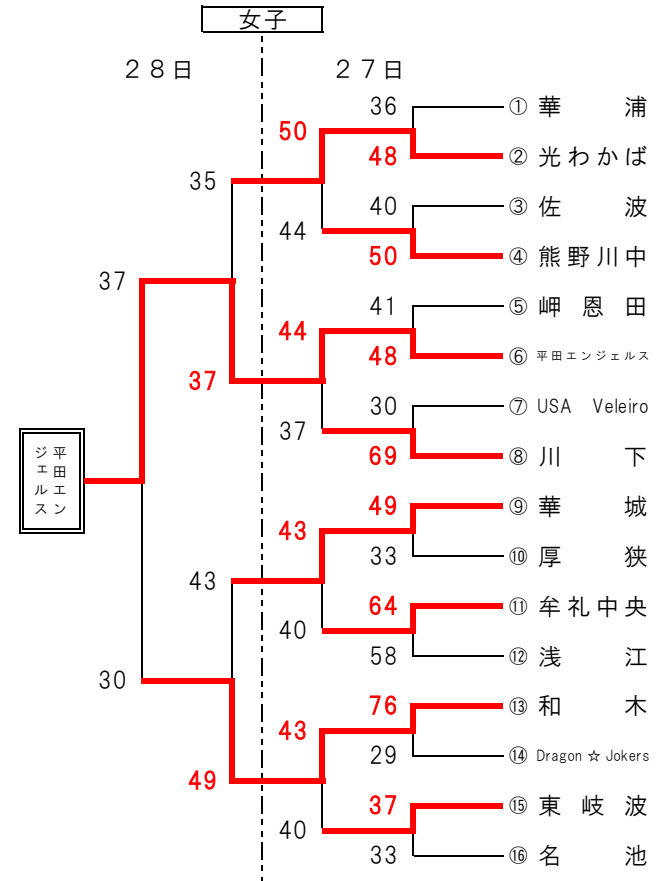 女子
２８日 ２７日
36
① 華 浦
50
48
② 光わかば
35
40
③ 佐 波
44
50
④ 熊野川中
37
41
⑤ 岬恩田
44
48
⑥ 平田エンジェルス
37
30
⑦ USA Veleiro
37
69
⑧ 川 下
平田エン
ジェルス
49
⑨ 華 城
43
33
⑩ 厚 狭
43
64
⑪ 牟礼中央
40
58
⑫ 浅 江
30
76
⑬ 和 木
43
29
⑭ Dragon ☆ Jokers
49
37
⑮ 東岐波
40
33
⑯ 名 池